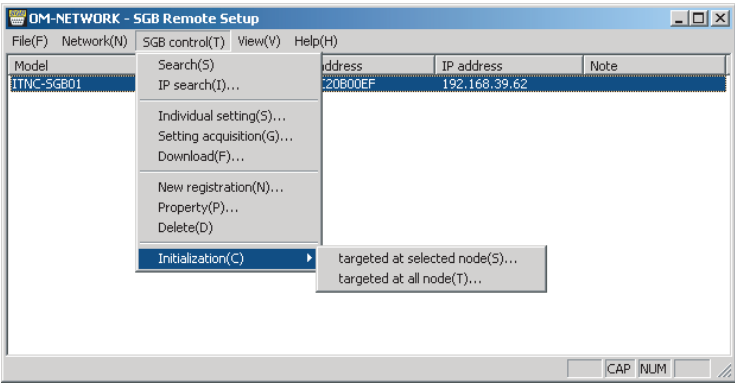 OM-NETWORK - SGB Remote Setup
File(F) Network(N) SGB control(T) View(V) Help(H)
Model address IP address Note
ITNC-SGB01 20B00EF 192.168.39.62
Search(S)
IP search(I)...
Individual setting(S)...
Setting acquisition(G)...
Download(F)...
New registration(N)...
Property(P)...
Delete(D)
Initialization(C)
targeted at selected node(S)...
targeted at all node(T)...
CAP NUM